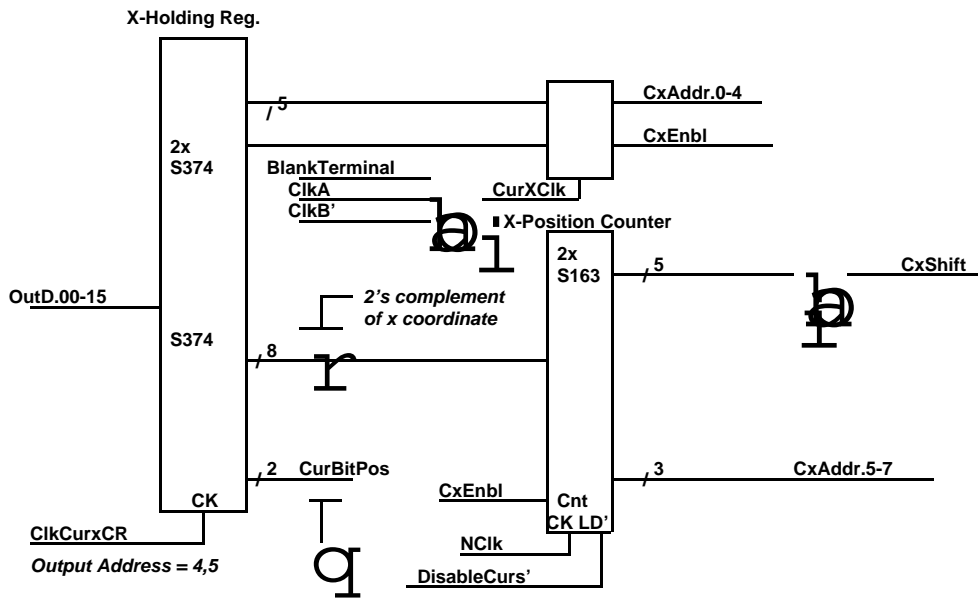 X-Holding Reg.
/ 5
CxAddr.0-4
2x
S374
CxEnbl
BlankTerminal
ClkA
CurXClk
ClkB'
X-Position Counter
2x
S163
/ 5
CxShift
OutD.00-15
2's complement
of x coordinate
S374
/ 8
/ 2
CurBitPos
/ 3
CxAddr.5-7
CxEnbl
Cnt
CK
CK LD'
ClkCurxCR
NClk
Output Address = 4,5
DisableCurs'